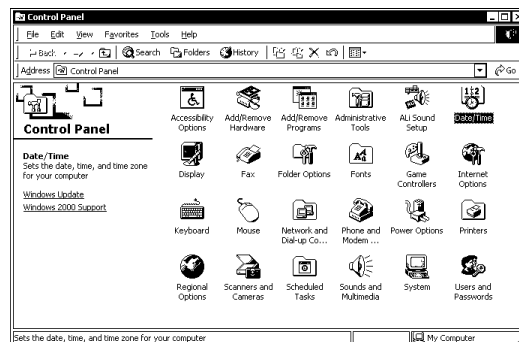 Control Panel
File Edit View Favorites Tools Help
Back Search Folders History
Address Control Panel Go
Control Panel
Date/Time
Sets the date, time, and time zone
for your computer
Windows Update
Windows 2000 Support
Accessibility
Options
Add/Remove
Hardware
Add/Remove
Programs
Administrative
Tools
ALi Sound
Setup
Date/Time
Display
Fax
Folder Options
Fonts
Game
Controllers
Internet
Options
Keyboard
Mouse
Network and
Dial-up Co...
Phone and
Modem ...
Power Options
Printers
Regional
Options
Scanners and
Cameras
Scheduled
Tasks
Sounds and
Multimedia
System
Users and
Passwords
Sets the date, time, and time zone for your computer My Computer